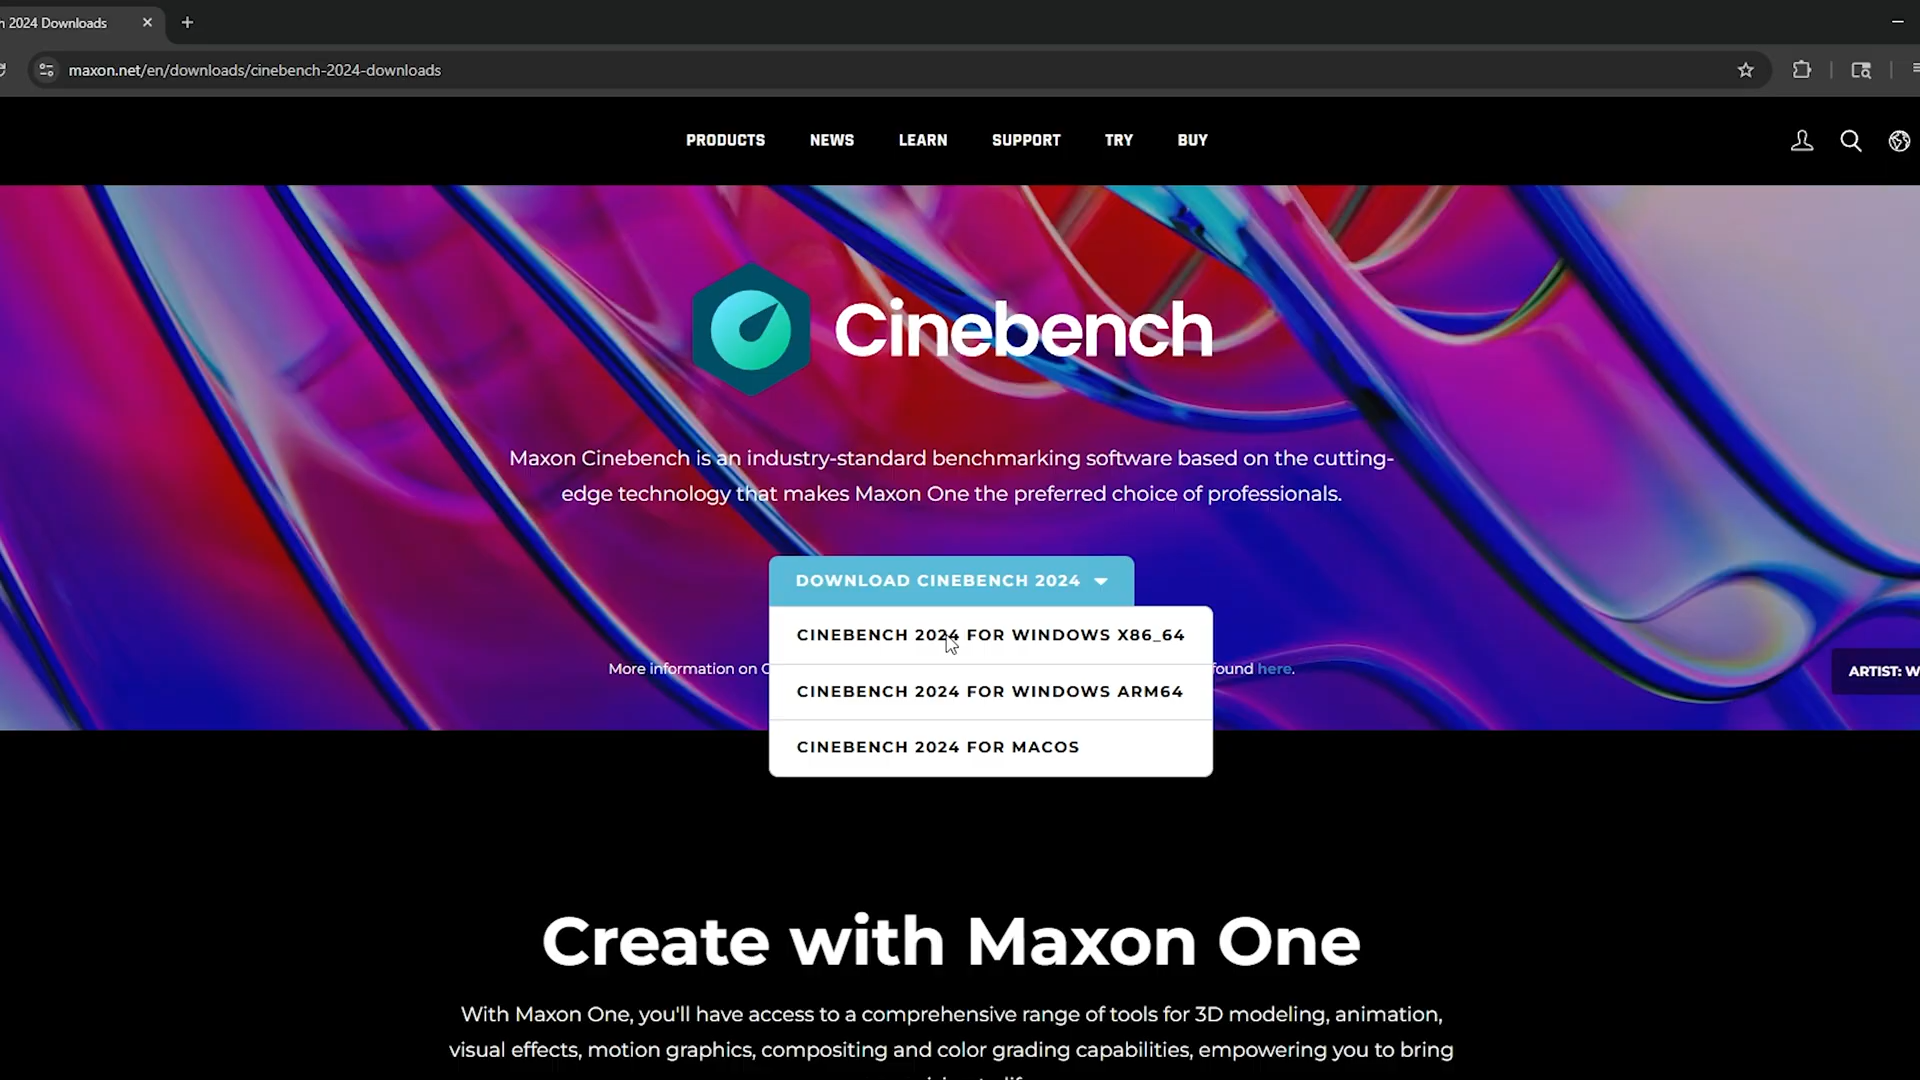 2024 Downloads
maxon.net/en/downloads/cinebench-2024-downloads
PRODUCTS NEWS LEARN SUPPORT TRY BUY
Cinebench
Maxon Cinebench is an industry-standard benchmarking software based on the cutting-
edge technology that makes Maxon One the preferred choice of professionals.
DOWNLOAD CINEBENCH 2024
CINEBENCH 2024 FOR WINDOWS X86_64
More information on
found here.
ARTIST:
CINEBENCH 2024 FOR WINDOWS ARM64
CINEBENCH 2024 FOR MACOS
Create with Maxon One
With Maxon One, you'll have access to a comprehensive range of tools for 3D modeling, animation,
visual effects, motion graphics, compositing and color grading capabilities, empowering you to bring